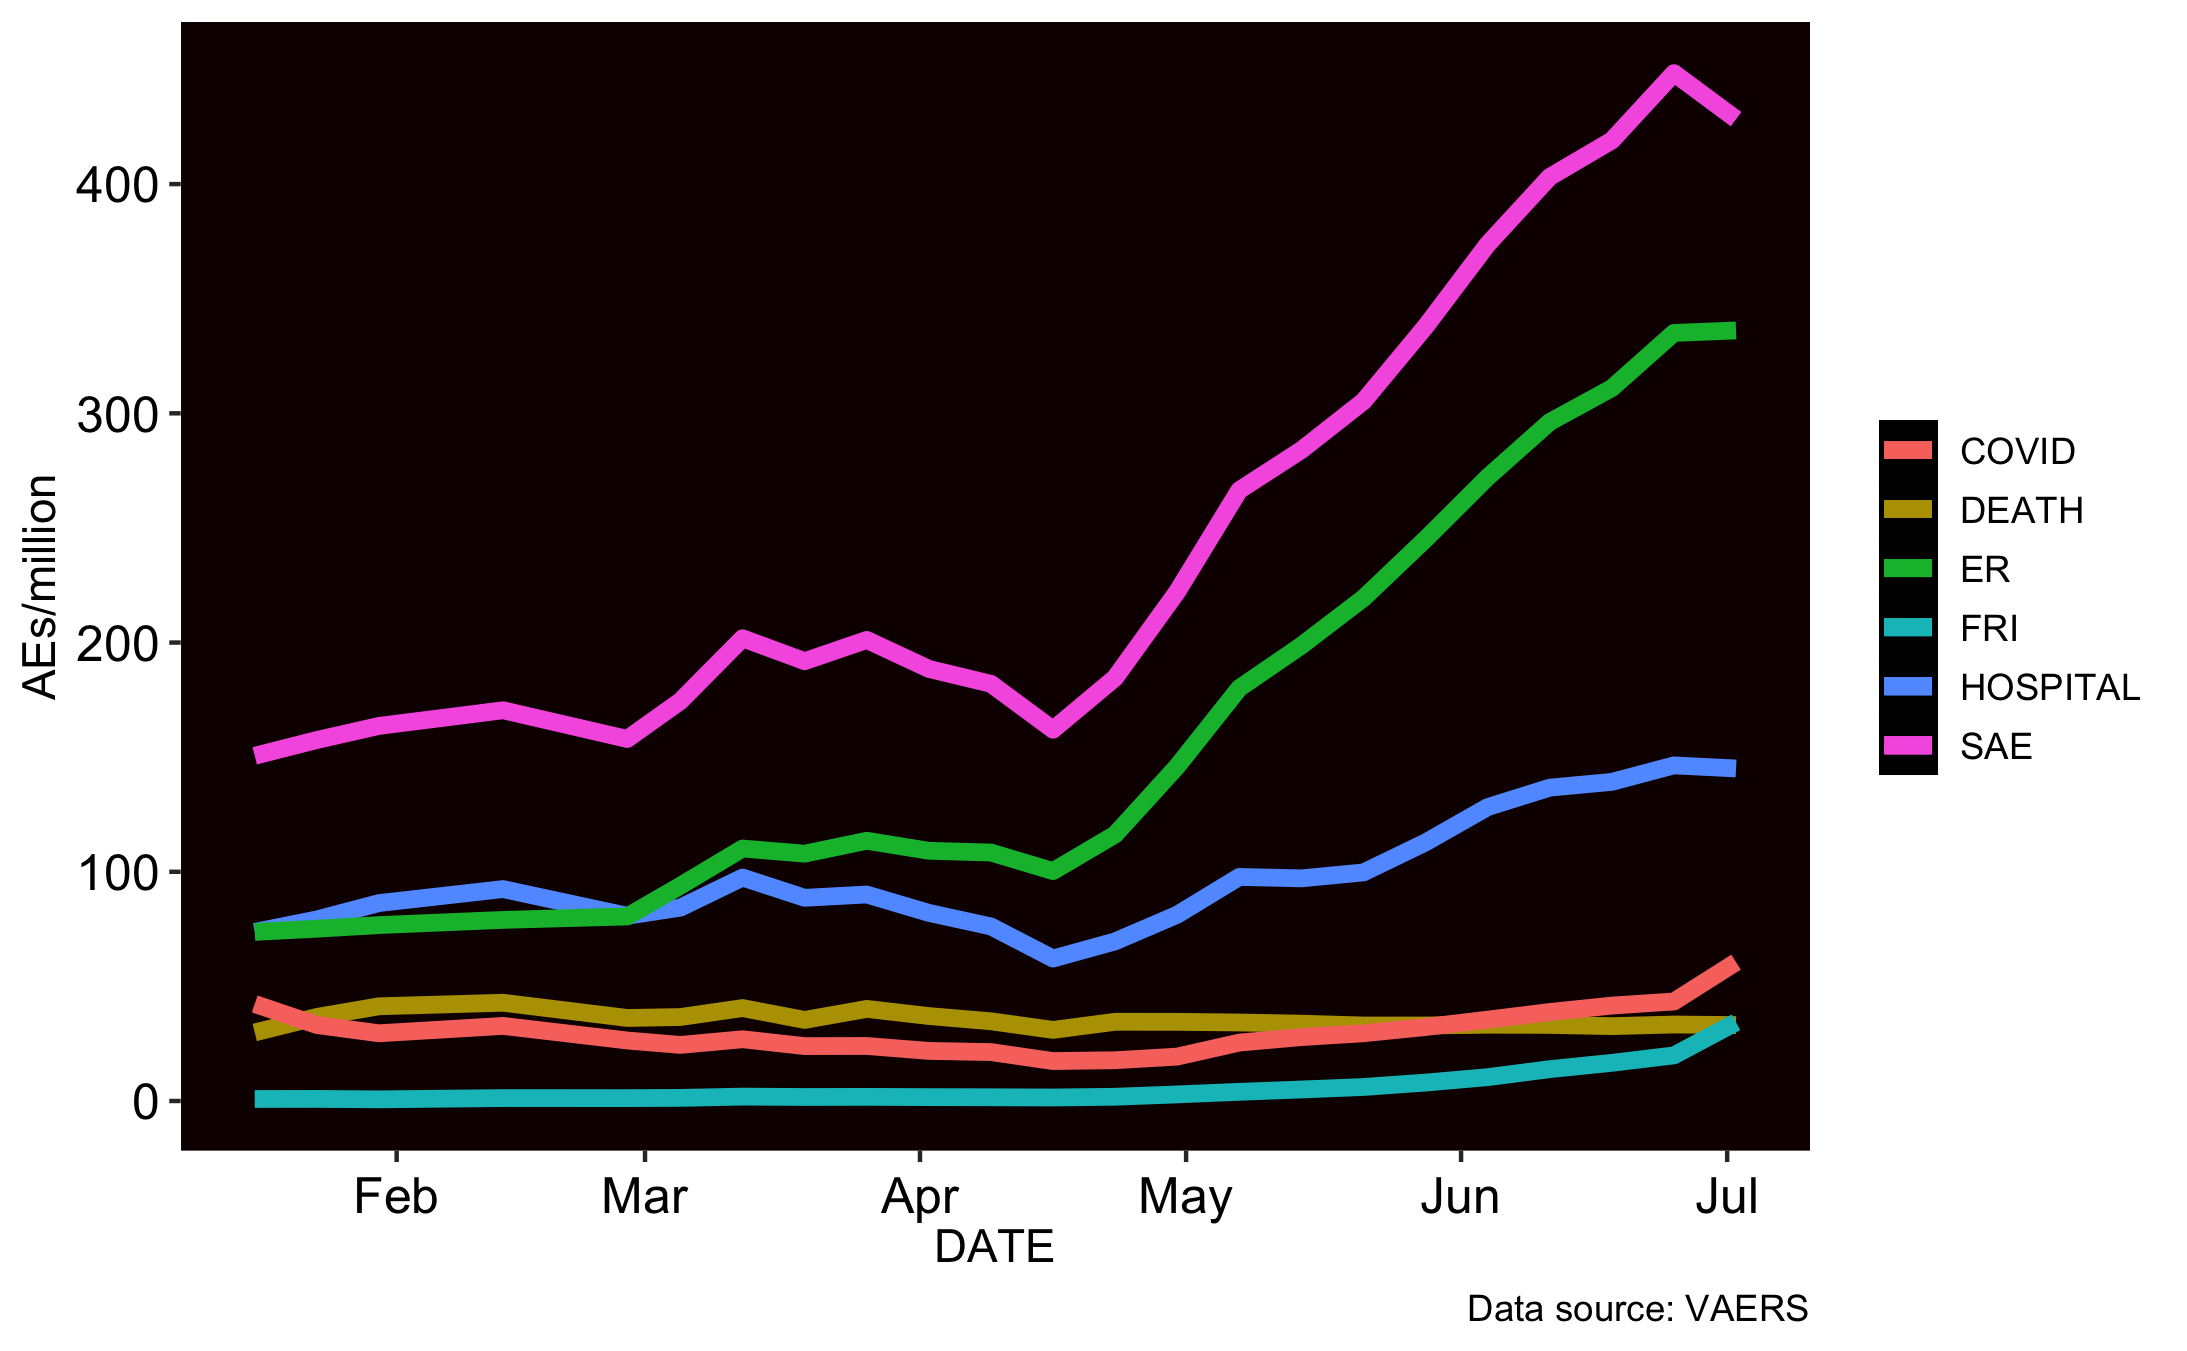 AEs/million
400
300
200
100
0
Feb Mar Apr May Jun Jul
DATE
COVID
DEATH
ER
FRI
HOSPITAL
SAE
Data source: VAERS